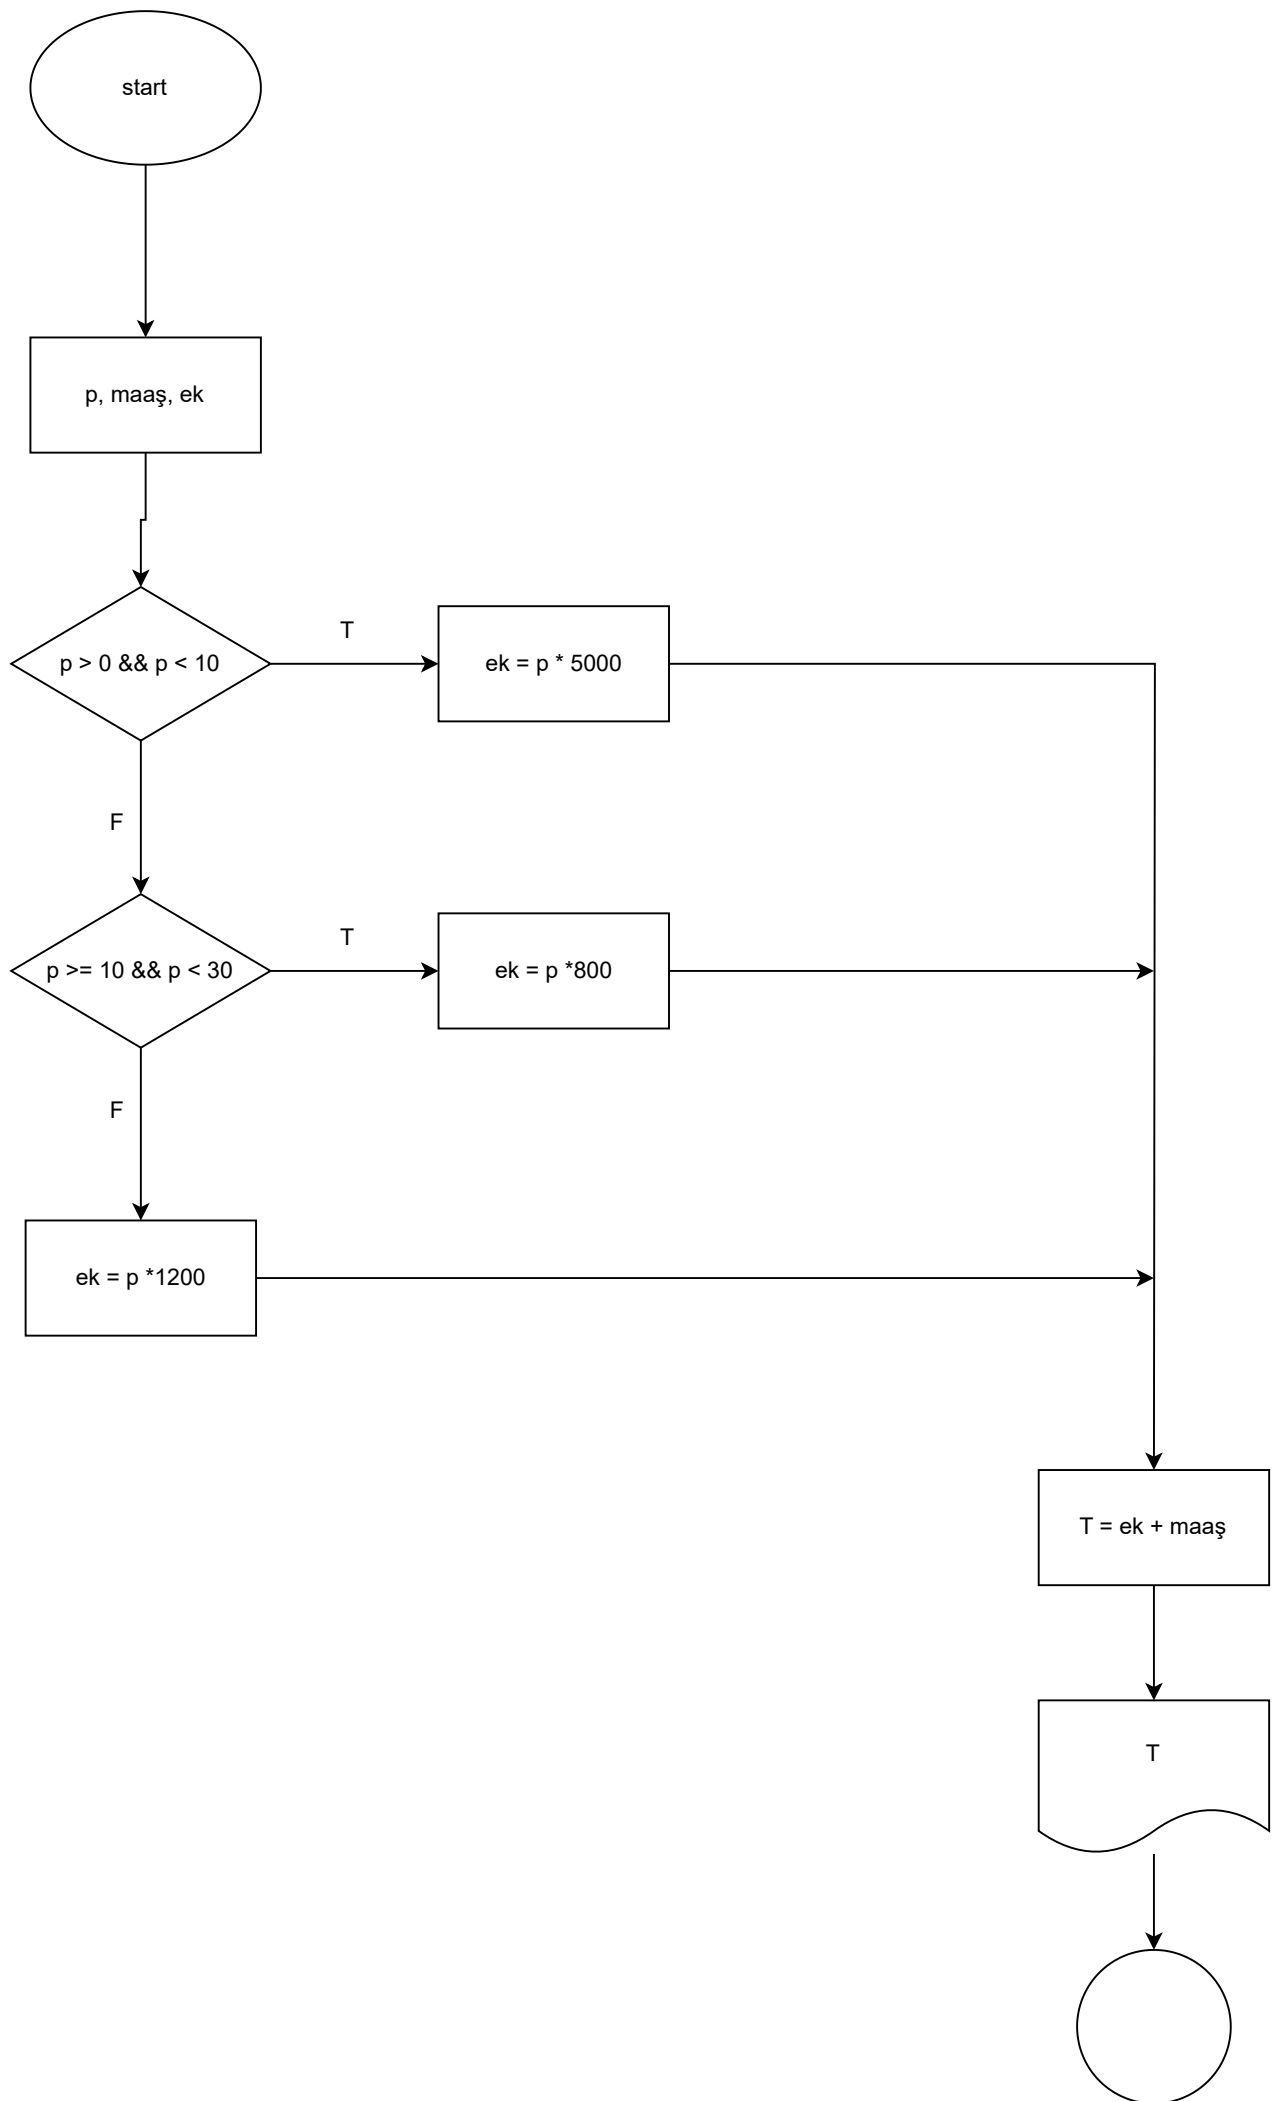 start
p, maaş, ek
p > 0 && p < 10
T
ek = p * 5000
F
p >= 10 && p < 30
T
ek = p *800
F
ek = p *1200
T = ek + maaş
T